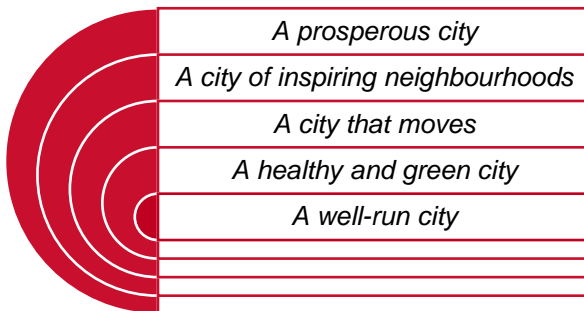 A prosperous city
A city of inspiring neighbourhoods
A city that moves
A healthy and green city
A well-run city